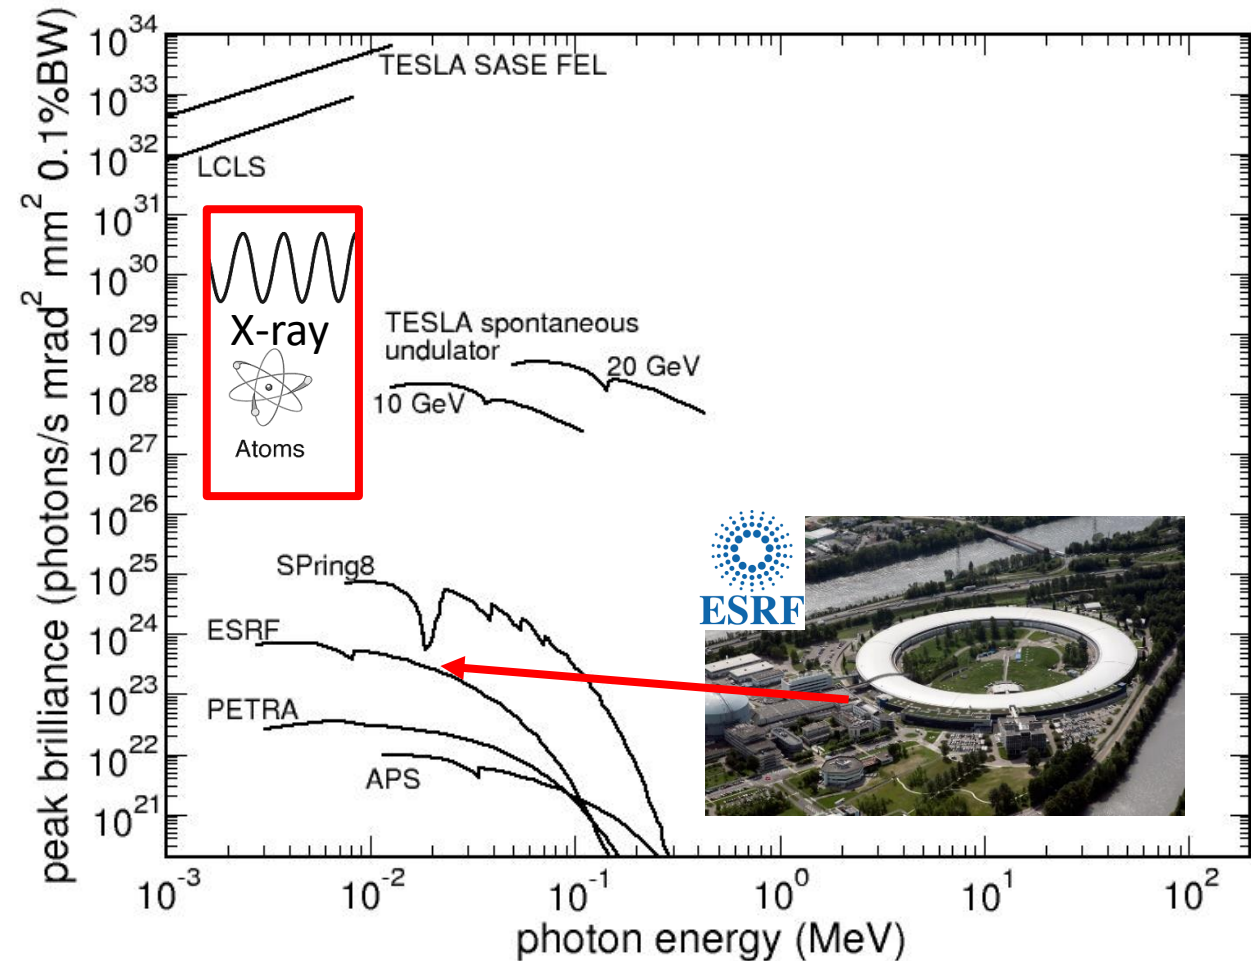 peak brilliance (photons/s mrad² mm² 0.1%BW)
10³⁴
10³³
10³²
10³¹
10³⁰
10²⁹
10²⁸
10²⁷
10²⁶
10²⁵
10²⁴
10²³
10²²
10²¹
TESLA SASE FEL
LCLS
X-ray
Atoms
TESLA spontaneous
undulator
20 GeV
10 GeV
SPring8
ESRF
PETRA
APS
ESRF
10⁻³
10⁻²
10⁻¹
10⁰
10¹
10²
photon energy (MeV)